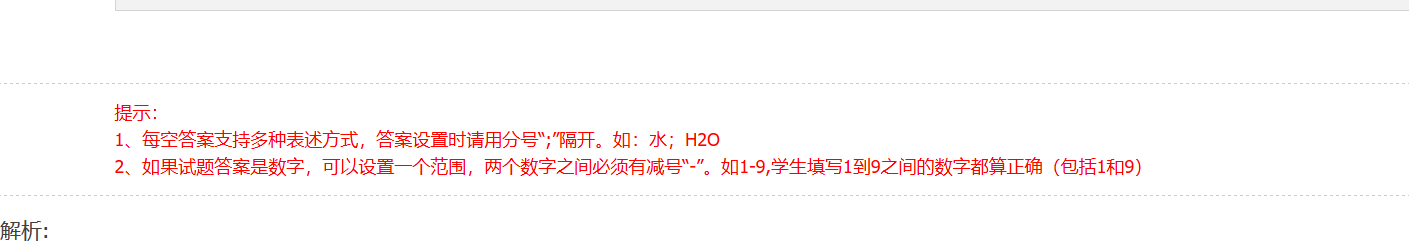 提示：
1、每空答案支持多种表述方式，答案设置时请用分号“;”隔开。如：水；H2O
2、如果试题答案是数字，可以设置一个范围，两个数字之间必须有减号“-”。如1-9,学生填写1到9之间的数字都算正确（包括1和9）
解析: